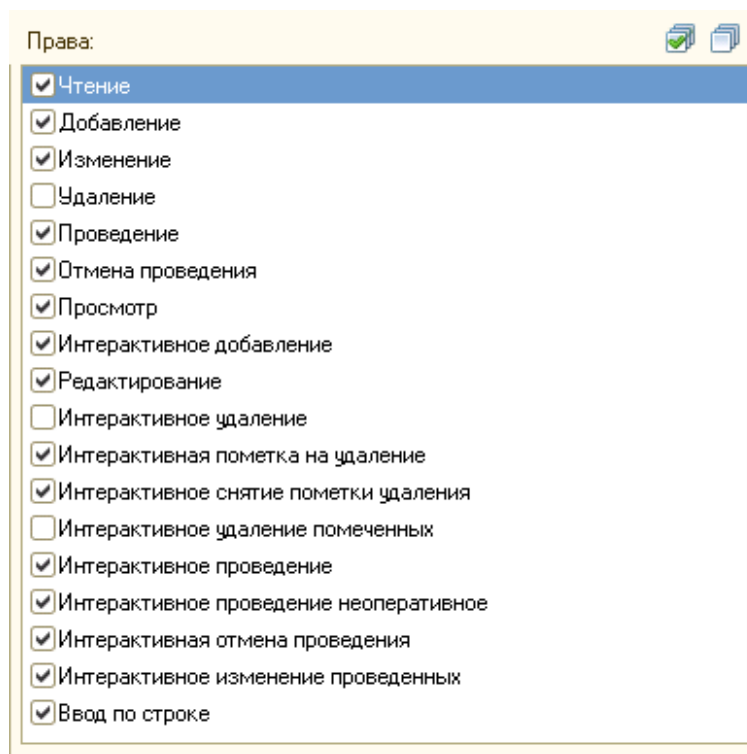 Права:
Чтение
Добавление
Изменение
Удаление
Проведение
Отмена проведения
Просмотр
Интерактивное добавление
Редактирование
Интерактивное удаление
Интерактивная пометка на удаление
Интерактивное снятие пометки удаления
Интерактивное удаление помеченных
Интерактивное проведение
Интерактивное проведение неоперативное
Интерактивная отмена проведения
Интерактивное изменение проведенных
Ввод по строке